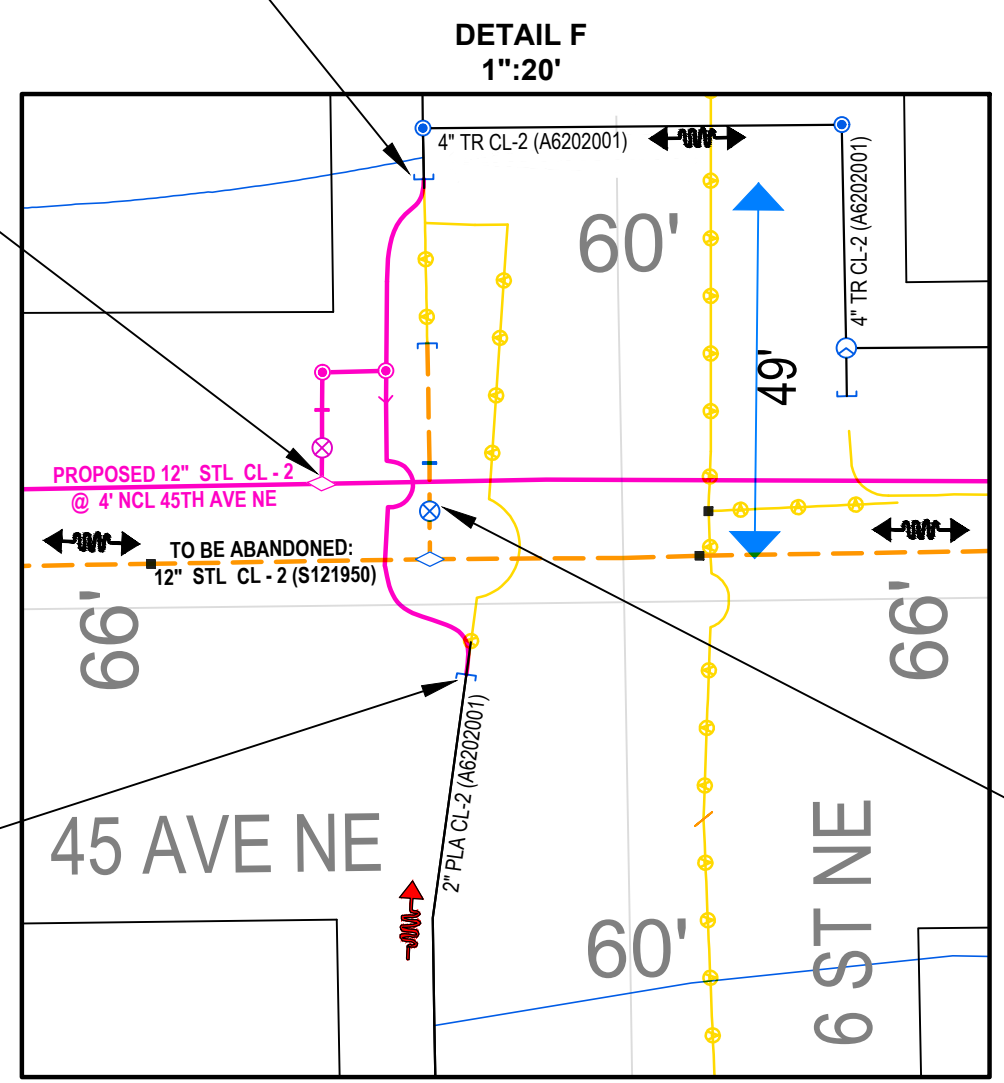 DETAIL F
1":20'
4" TR CL-2 (A6202001)
60'
4" TR CL-2 (A6202001)
49'
PROPOSED 12" STL CL - 2
@ 4' NCL 45TH AVE NE
TO BE ABANDONED:
12" STL CL - 2 (S121950)
66'
66'
2" PLA CL-2 (A6202001)
45 AVE NE
6 ST NE
60'